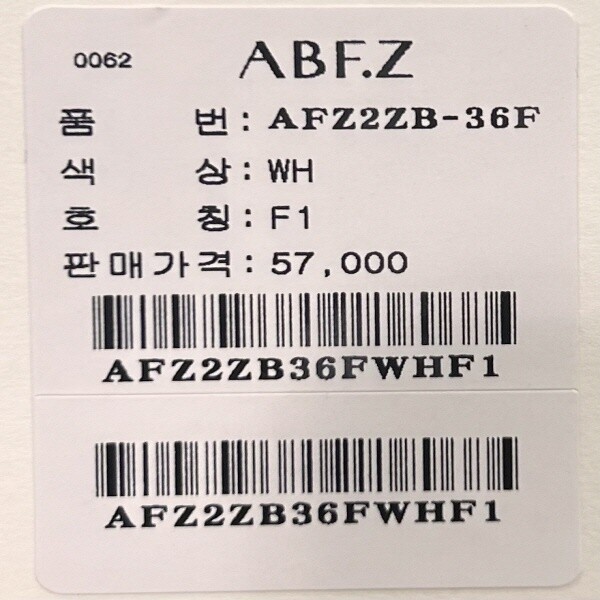 0062 ABF.Z
품 번 : AFZ2ZB-36F
색 상 : WH
호 칭 : F1
판매가격 : 57,000
AFZ2ZB36FWHF1
AFZ2ZB36FWHF1